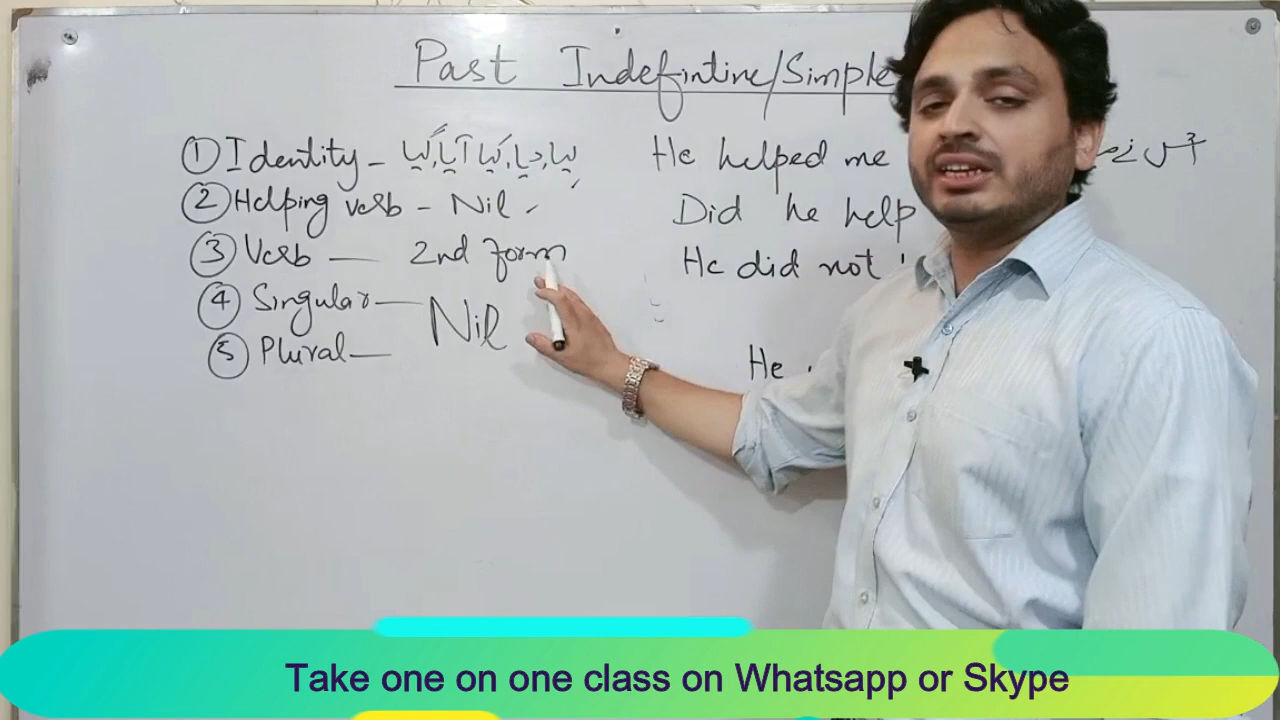 Past Indefintine/Simple
① Identity - لیا، دیا، گیا، آیا، کیا
② Helping verb - Nil -
③ Verb — 2nd form
④ Singular —
Nil
⑤ Plural —
He helped me
Did he help
He did not
He
Take one on one class on Whatsapp or Skype